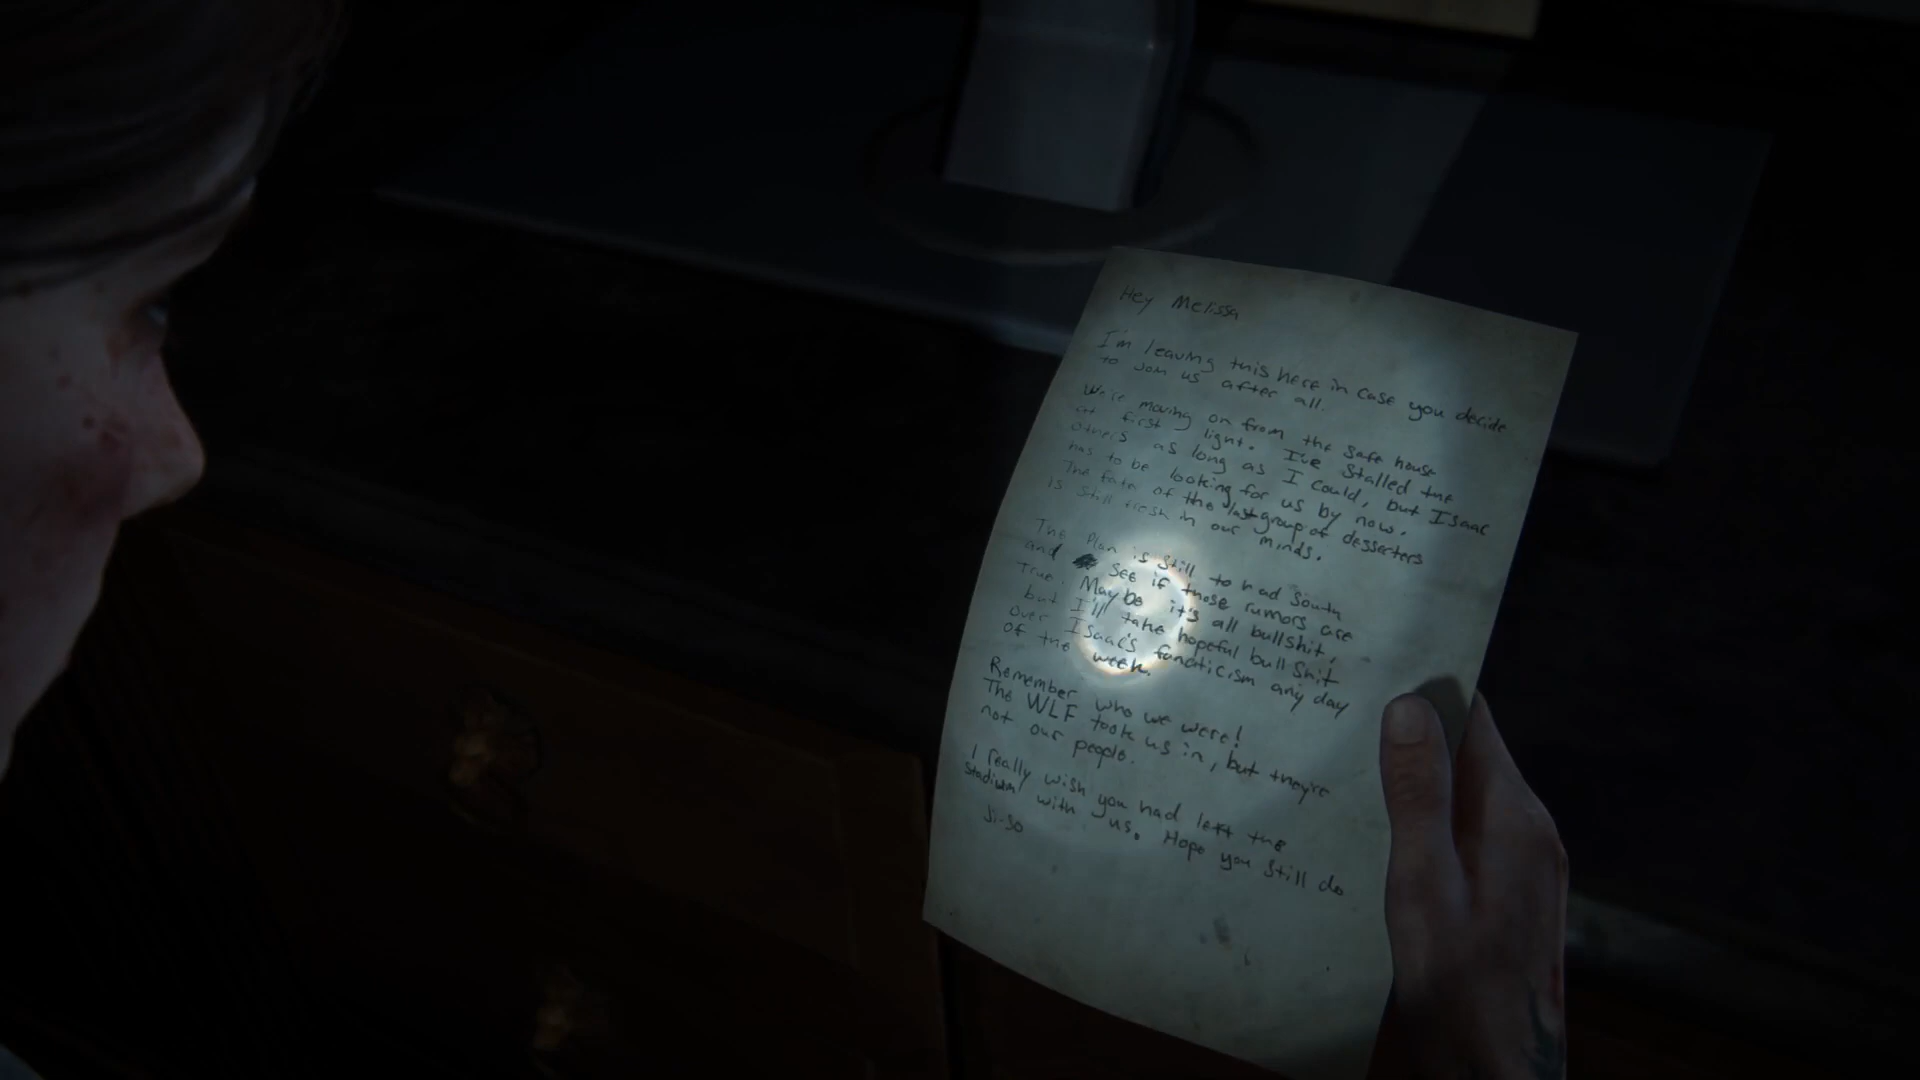 Hey Melissa
I'm leaving this here in case you decide
to join us after all.
We're moving on from the safe house
at first light. I've stalled the
others as long as I could, but Isaac
has to be looking for us by now.
The fate of the last group of desserters
is still fresh in our minds.
The plan is still to had south
and see if those rumors are
true. Maybe it's all bullshit,
but I'll take hopeful bullshit
over Isaac's fanaticism any day
of the week.
Remember who we were!
The WLF took us in, but they're
not our people.
I really wish you had left the
stadium with us. Hope you still do
Ji-So